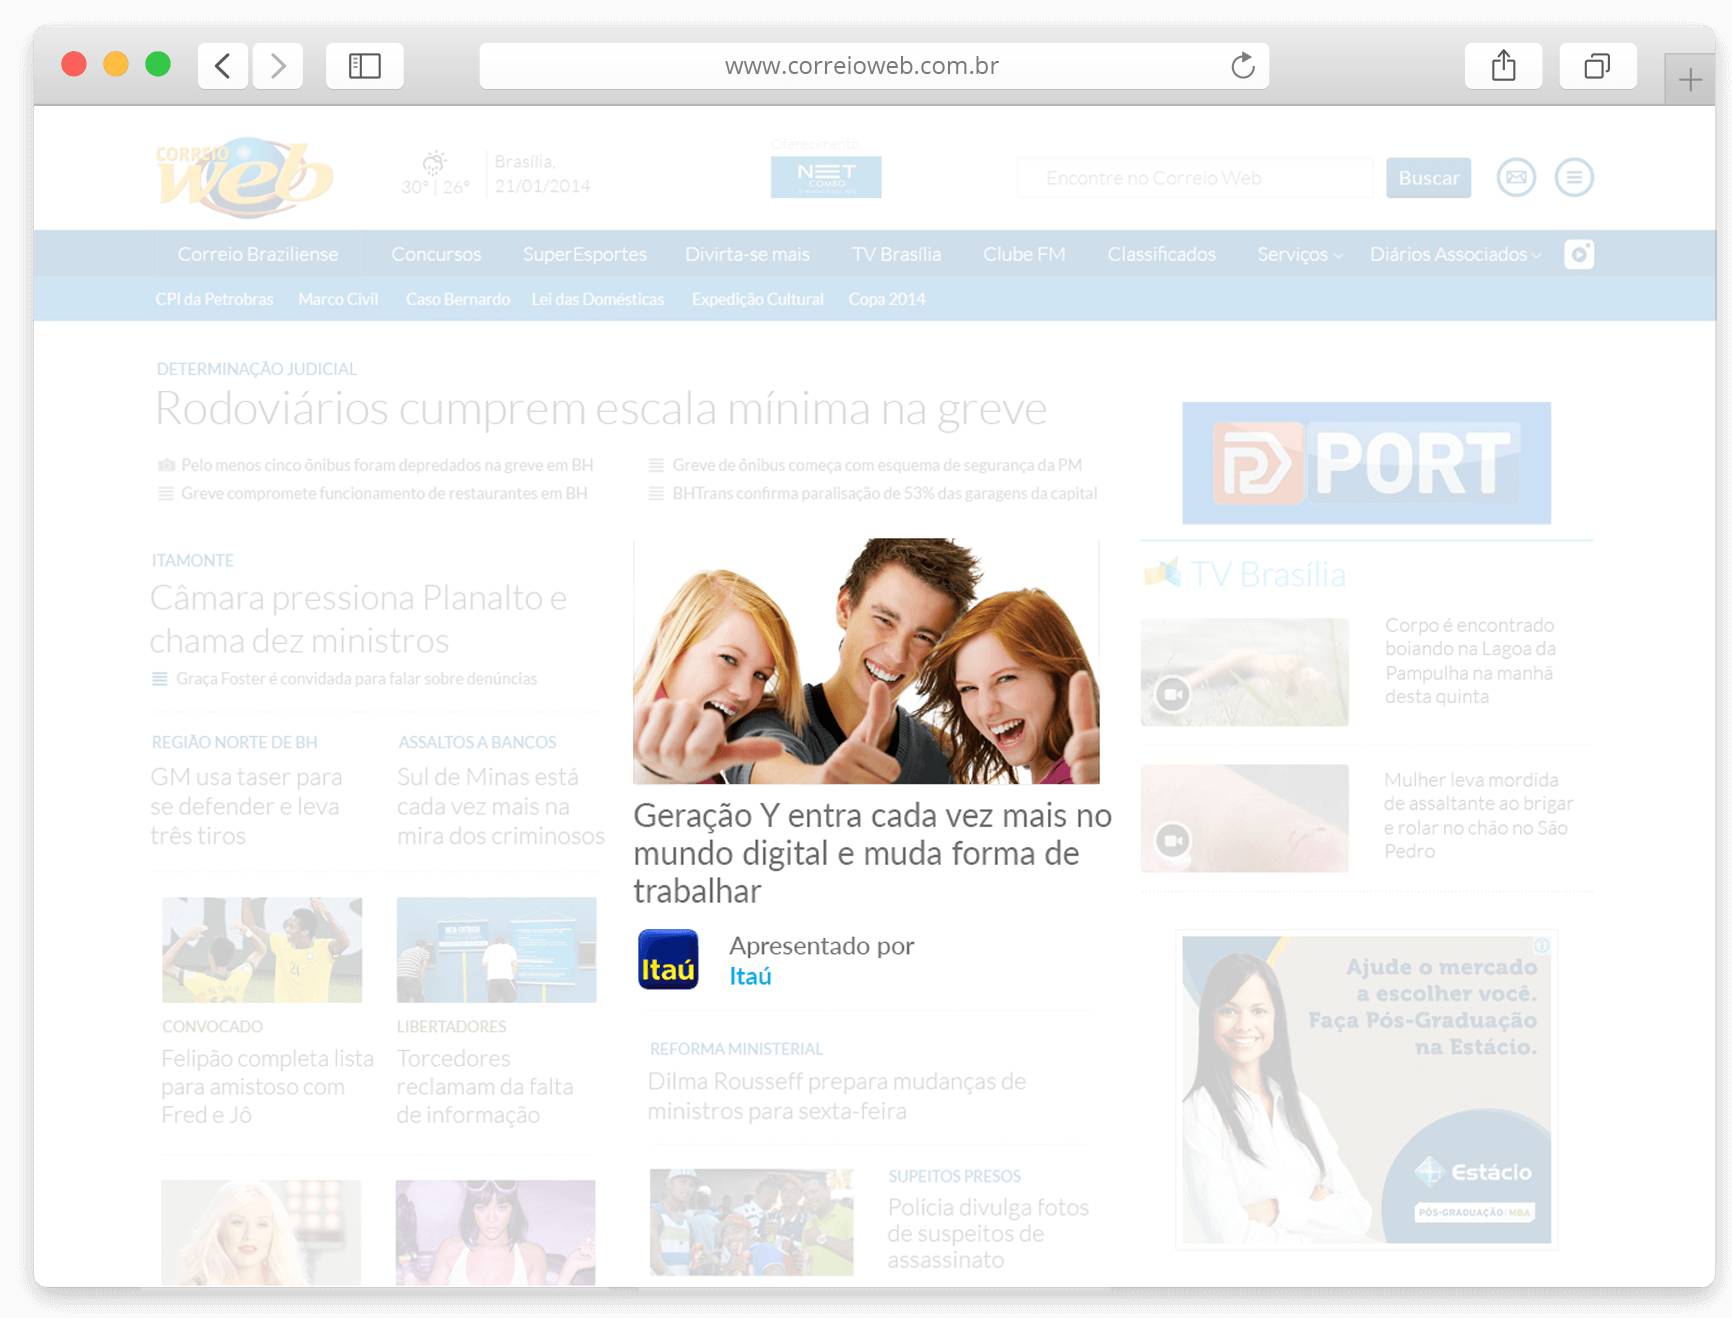 www.correioweb.com.br
CORREIO
web
30° | 26°
Brasília,
21/01/2014
Oferecimento
NET
COMBO
Encontre no Correio Web
Buscar
Correio Braziliense
Concursos
SuperEsportes
Divirta-se mais
TV Brasília
Clube FM
Classificados
Serviços
Diários Associados
CPI da Petrobras
Marco Civil
Caso Bernardo
Lei das Domésticas
Expedição Cultural
Copa 2014
DETERMINAÇÃO JUDICIAL
Rodoviários cumprem escala mínima na greve
Pelo menos cinco ônibus foram depredados na greve em BH
Greve compromete funcionamento de restaurantes em BH
Greve de ônibus começa com esquema de segurança da PM
BHTrans confirma paralisação de 53% das garagens da capital
PORT
ITAMONTE
Câmara pressiona Planalto e
chama dez ministros
Graça Foster é convidada para falar sobre denúncias
REGIÃO NORTE DE BH
GM usa taser para
se defender e leva
três tiros
ASSALTOS A BANCOS
Sul de Minas está
cada vez mais na
mira dos criminosos
CONVOCADO
Felipão completa lista
para amistoso com
Fred e Jô
LIBERTADORES
Torcedores
reclamam da falta
de informação
Geração Y entra cada vez mais no
mundo digital e muda forma de
trabalhar
Itaú
Apresentado por
Itaú
REFORMA MINISTERIAL
Dilma Rousseff prepara mudanças de
ministros para sexta-feira
SUPEITOS PRESOS
Polícia divulga fotos
de suspeitos de
assassinato
TV Brasília
Corpo é encontrado
boiando na Lagoa da
Pampulha na manhã
desta quinta
Mulher leva mordida
de assaltante ao brigar
e rolar no chão no São
Pedro
Ajude o mercado
a escolher você.
Faça Pós-Graduação
na Estácio.
Estácio
PÓS-GRADUAÇÃO | MBA